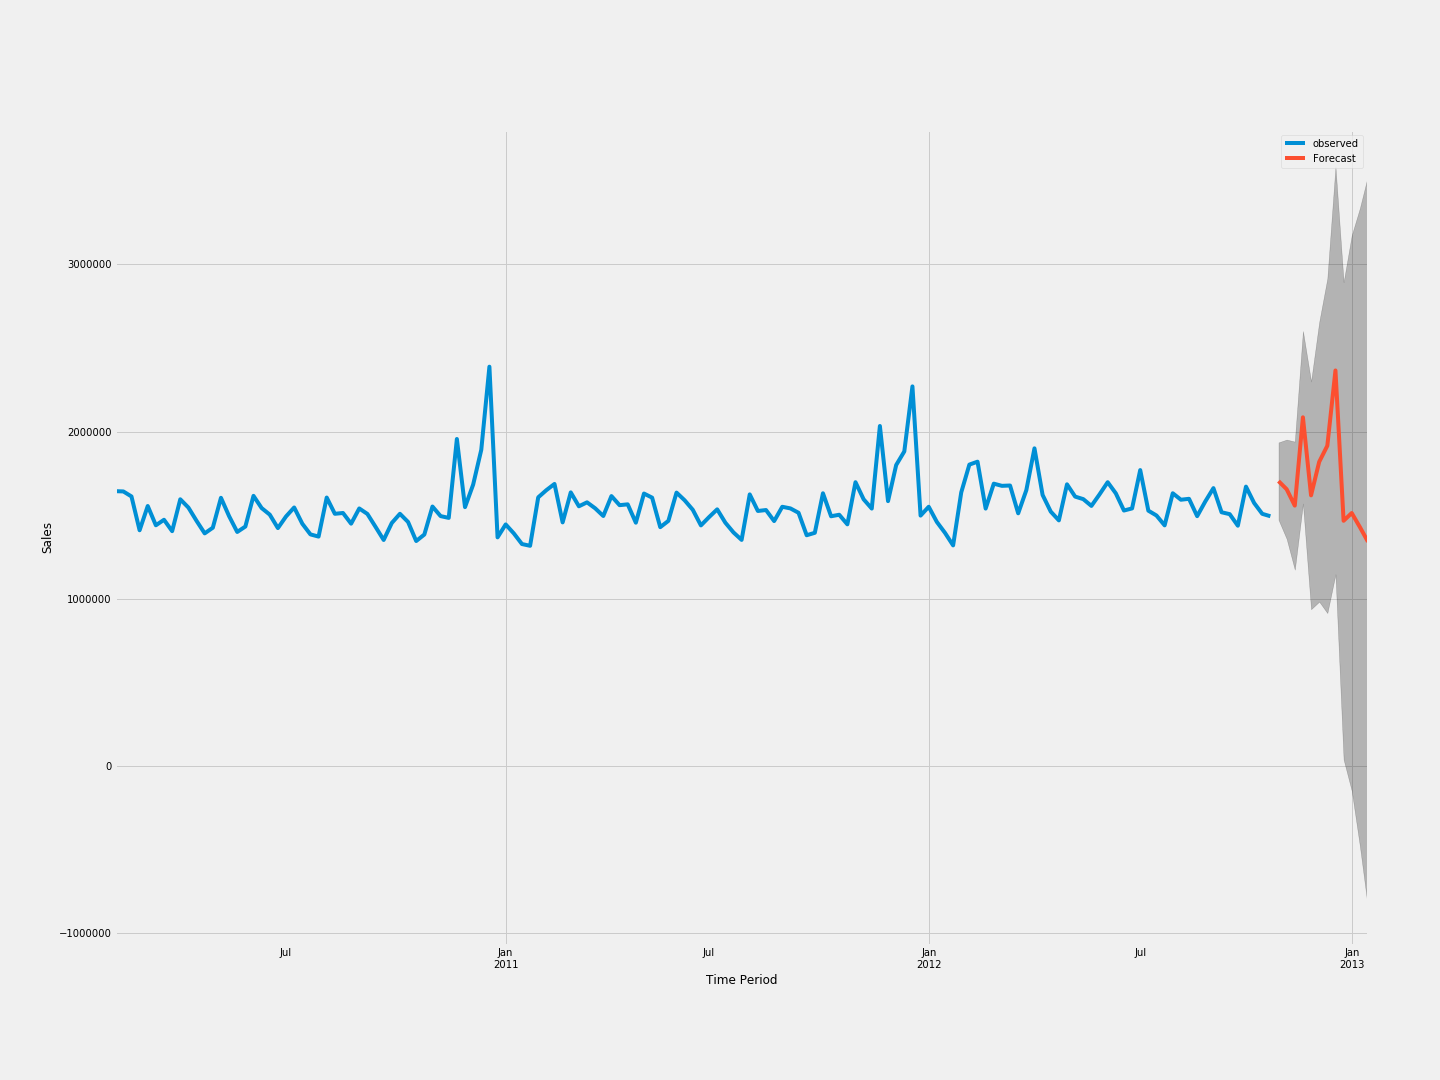 observed
Forecast
3000000
2000000
1000000
0
−1000000
Sales
Jul
Jan
2011
Jul
Jan
2012
Jul
Jan
2013
Time Period